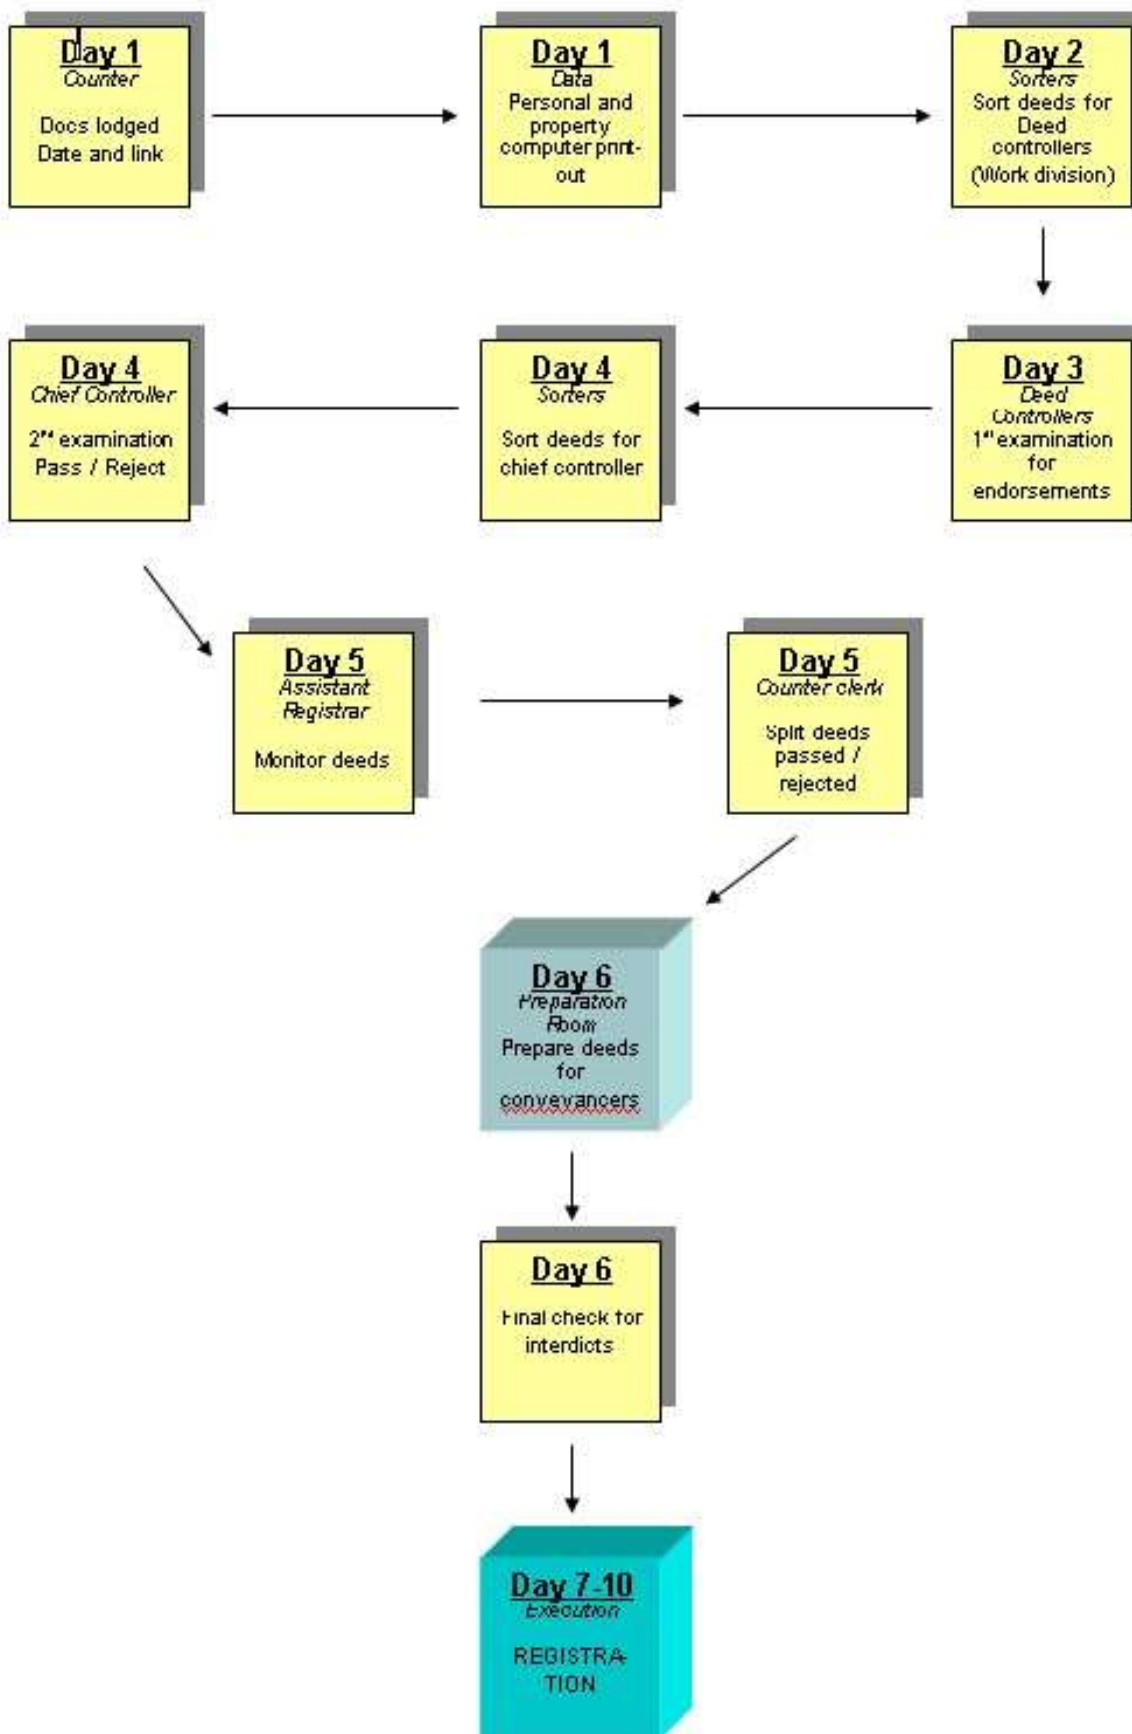 Day 1
Counter
Docs lodged
Date and link
Day 1
Data
Personal and
property
computer print-
out
Day 2
Sorters
Sort deeds for
Deed
controllers
(Work division)
Day 3
Deed
Controllers
1st examination
for
endorsements
Day 4
Sorters
Sort deeds for
chief controller
Day 4
Chief Controller
2nd examination
Pass / Reject
Day 5
Assistant
Registrar
Monitor deeds
Day 5
Counter clerk
Split deeds
passed /
rejected
Day 6
Preparation
Room
Prepare deeds
for
conveyancers
Day 6
Final check for
interdicts
Day 7-10
Execution
REGISTRA-
TION